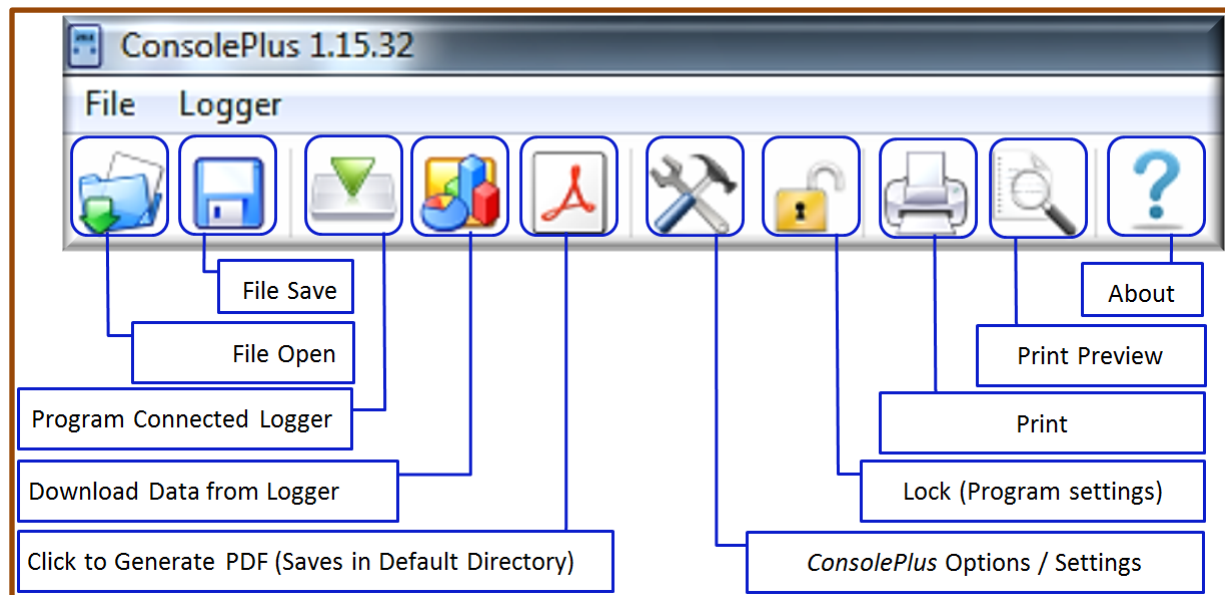 ConsolePlus 1.15.32
File Logger
File Save
About
File Open
Print Preview
Program Connected Logger
Print
Download Data from Logger
Lock (Program settings)
Click to Generate PDF (Saves in Default Directory)
ConsolePlus Options / Settings